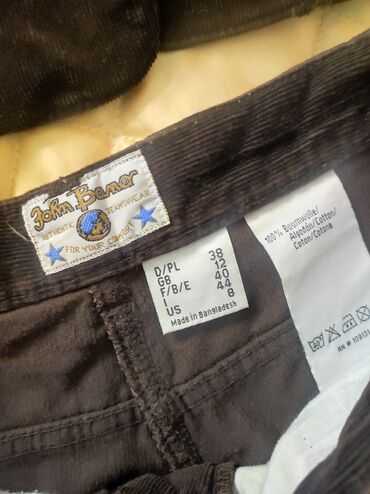 John Baner
AUTHENTIC JEANSWEAR
FOR YOUR COMFORT
D/PL 38
GB 12
F/B/E 40
I 44
US 8
Made in Bangladesh
100% Baumwolle/
Algodón/Cotton/
Coton/Cotone
40